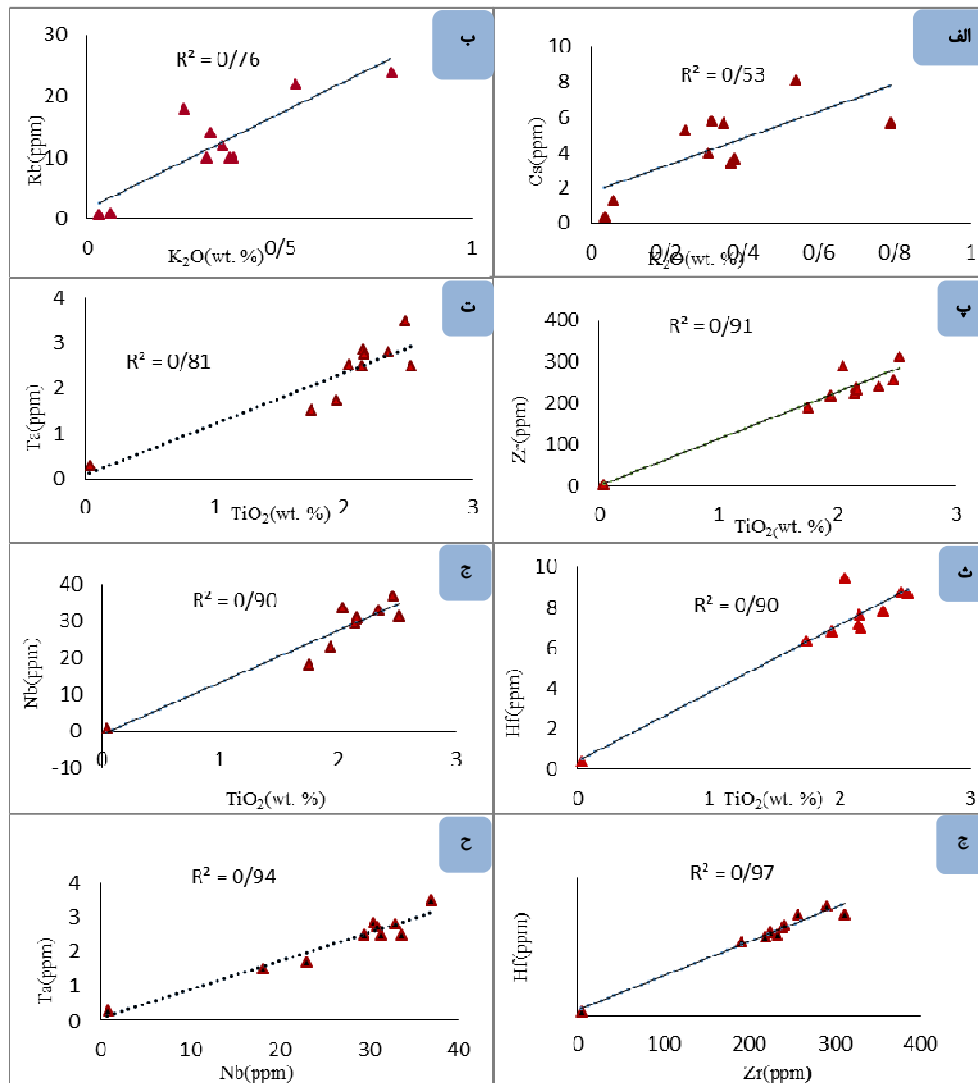 الف
R² = 0/53
Cs(ppm)
10
8
6
4
2
0
0 0/2 0/4 0/6 0/8 1
K₂O(wt. %)
ب
R² = 0/76
Rb(ppm)
30
20
10
0
0 0/5 1
K₂O(wt. %)
پ
R² = 0/91
Zr(ppm)
400
300
200
100
0
0 1 2 3
TiO₂(wt. %)
ت
R² = 0/81
Ta(ppm)
4
3
2
1
0
0 1 2 3
TiO₂(wt. %)
ث
R² = 0/90
Hf(ppm)
10
8
6
4
2
0
0 1 2 3
TiO₂(wt. %)
ج
R² = 0/90
Nb(ppm)
40
30
20
10
0
-10
0 1 2 3
TiO₂(wt. %)
چ
R² = 0/97
Hf(ppm)
0 100 200 300 400
Zr(ppm)
ح
R² = 0/94
Ta(ppm)
4
3
2
1
0
0 10 20 30 40
Nb(ppm)